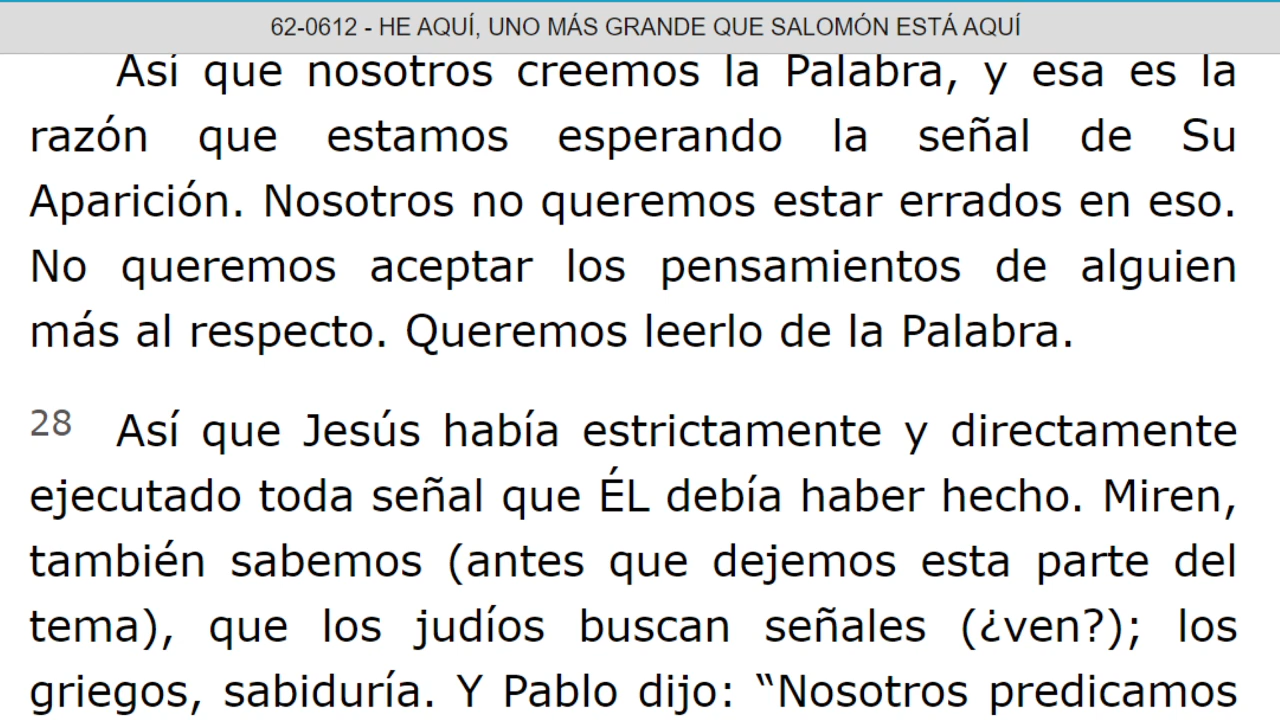 62-0612 - HE AQUÍ, UNO MÁS GRANDE QUE SALOMÓN ESTÁ AQUÍ
Así que nosotros creemos la Palabra, y esa es la
razón que estamos esperando la señal de Su
Aparición. Nosotros no queremos estar errados en eso.
No queremos aceptar los pensamientos de alguien
más al respecto. Queremos leerlo de la Palabra.
28 Así que Jesús había estrictamente y directamente
ejecutado toda señal que ÉL debía haber hecho. Miren,
también sabemos (antes que dejemos esta parte del
tema), que los judíos buscan señales (¿ven?); los
griegos, sabiduría. Y Pablo dijo: “Nosotros predicamos